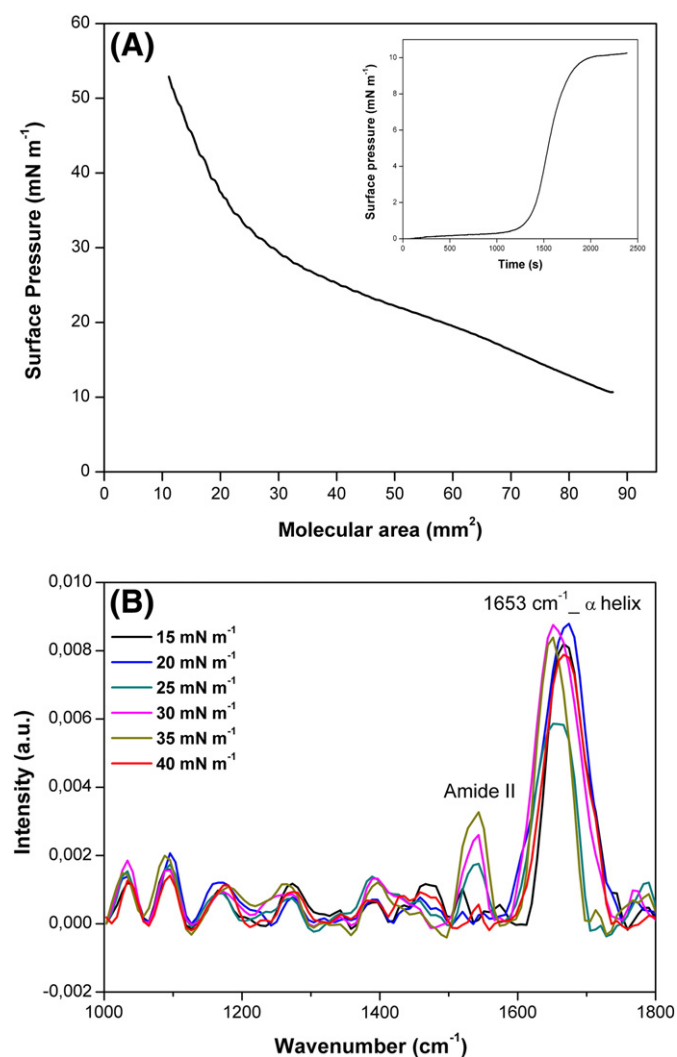 (A)
60
50
40
30
20
10
0
Surface Pressure (mN m-1)
0 10 20 30 40 50 60 70 80 90
Molecular area (mm2)
10
8
6
4
2
0
Surface pressure (mN m-1)
0 500 1000 1500 2000 2500
Time (s)
(B)
0,010
0,008
0,006
0,004
0,002
0,000
-0,002
Intensity (a.u.)
1653 cm-1_ α helix
15 mN m-1
20 mN m-1
25 mN m-1
30 mN m-1
35 mN m-1
40 mN m-1
Amide II
1000 1200 1400 1600 1800
Wavenumber (cm-1)